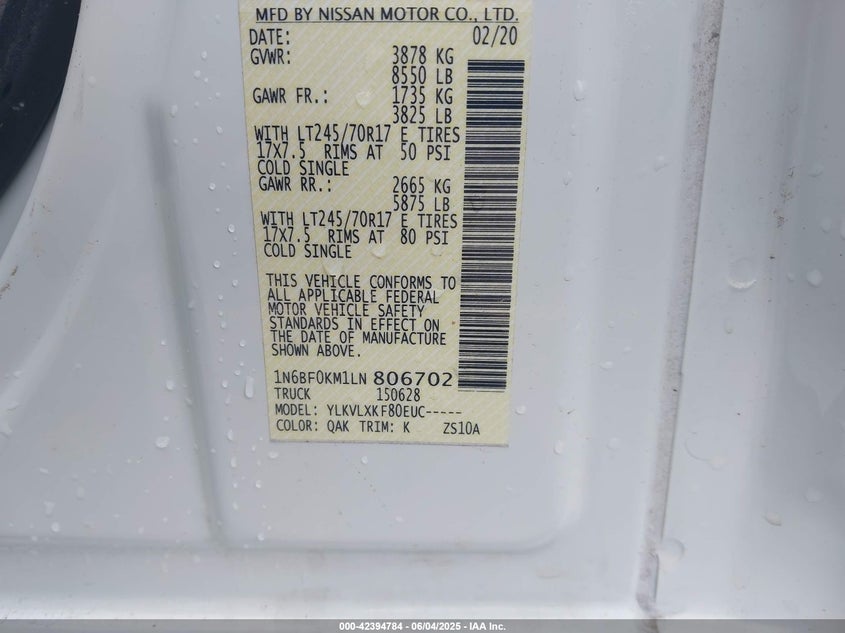 MFD BY NISSAN MOTOR CO., LTD.
DATE: 02/20
GVWR: 3878 KG
8550 LB
GAWR FR.: 1735 KG
3825 LB
WITH LT245/70R17 E TIRES
17X7.5 RIMS AT 50 PSI
COLD SINGLE
GAWR RR.: 2665 KG
5875 LB
WITH LT245/70R17 E TIRES
17X7.5 RIMS AT 80 PSI
COLD SINGLE
THIS VEHICLE CONFORMS TO
ALL APPLICABLE FEDERAL
MOTOR VEHICLE SAFETY
STANDARDS IN EFFECT ON
THE DATE OF MANUFACTURE
SHOWN ABOVE.
1N6BF0KM1LN 806702
TRUCK 150628
MODEL: YLKVLXKF80EUC-----
COLOR: QAK TRIM: K ZS10A
000-42394784 - 06/04/2025 - IAA Inc.